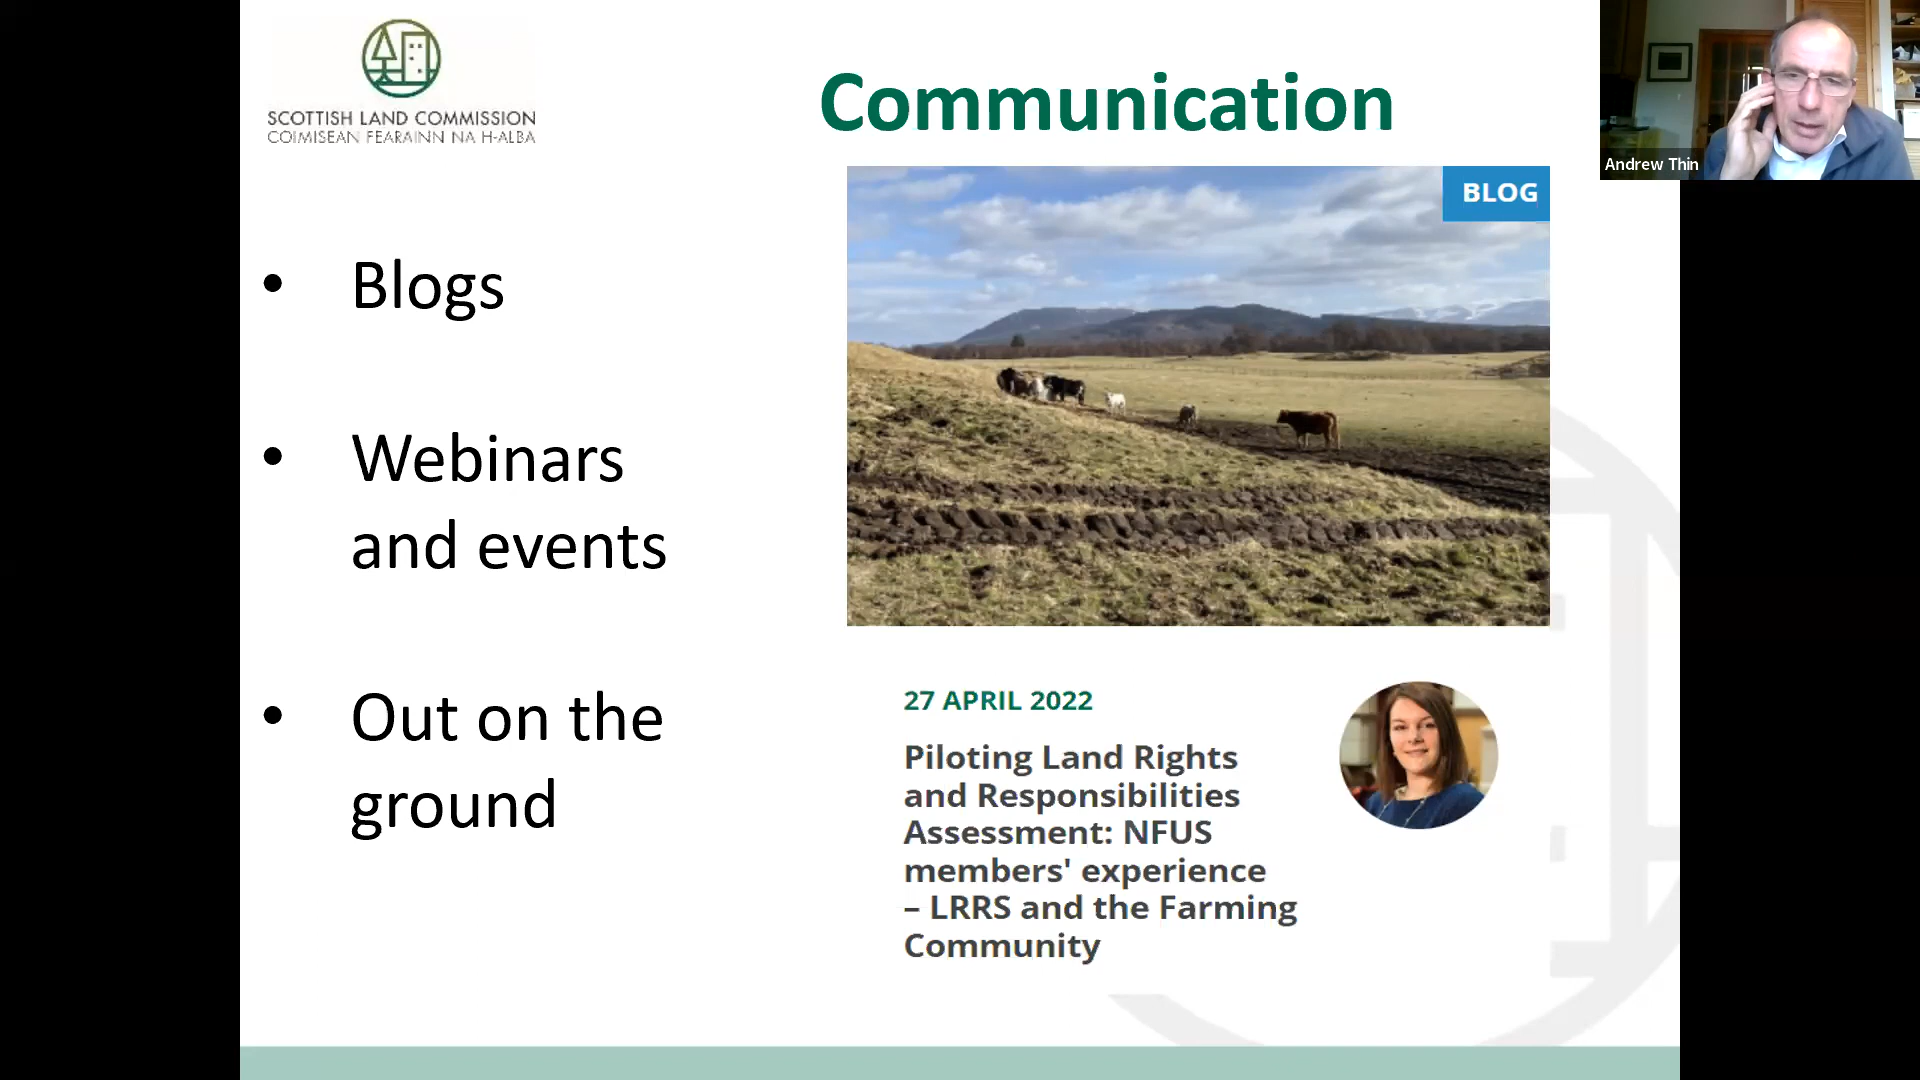 SCOTTISH LAND COMMISSION
COIMISEAN FEARAINN NA H-ALBA
Communication
• Blogs
• Webinars
and events
• Out on the
ground
BLOG
27 APRIL 2022
Piloting Land Rights
and Responsibilities
Assessment: NFUS
members' experience
– LRRS and the Farming
Community
Andrew Thin